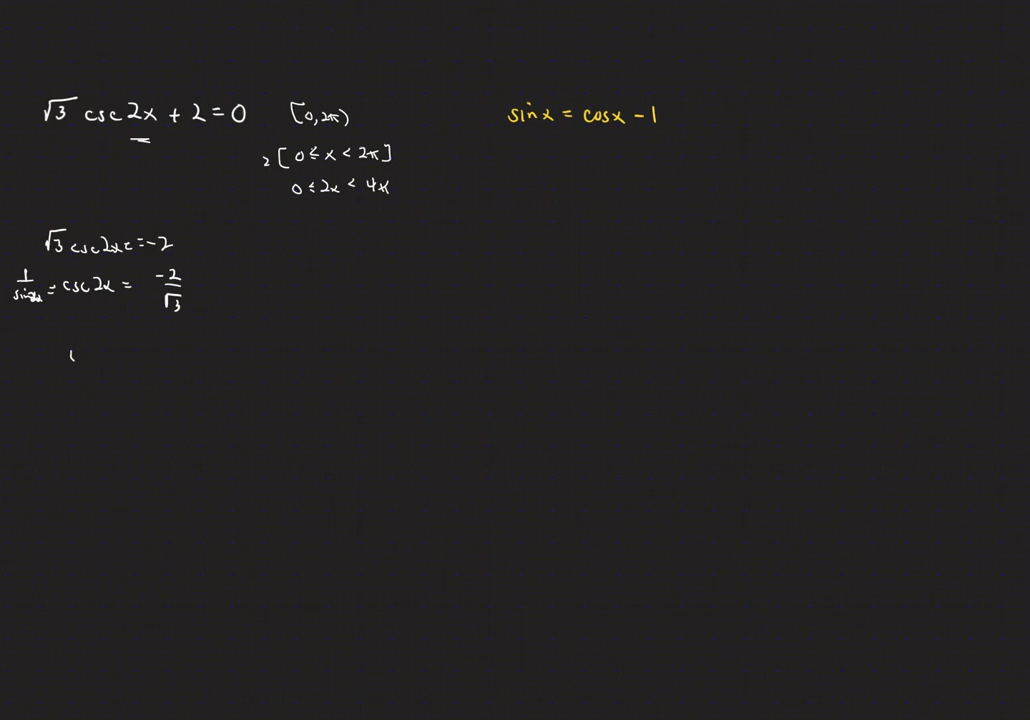 √3 csc 2x + 2 = 0 [0, 2π)
2 [ 0 ≤ x < 2π ]
0 ≤ 2x < 4π
√3 csc 2x = = -2
1/sin2x = csc 2x = -2/√3
sin x = cos x - 1